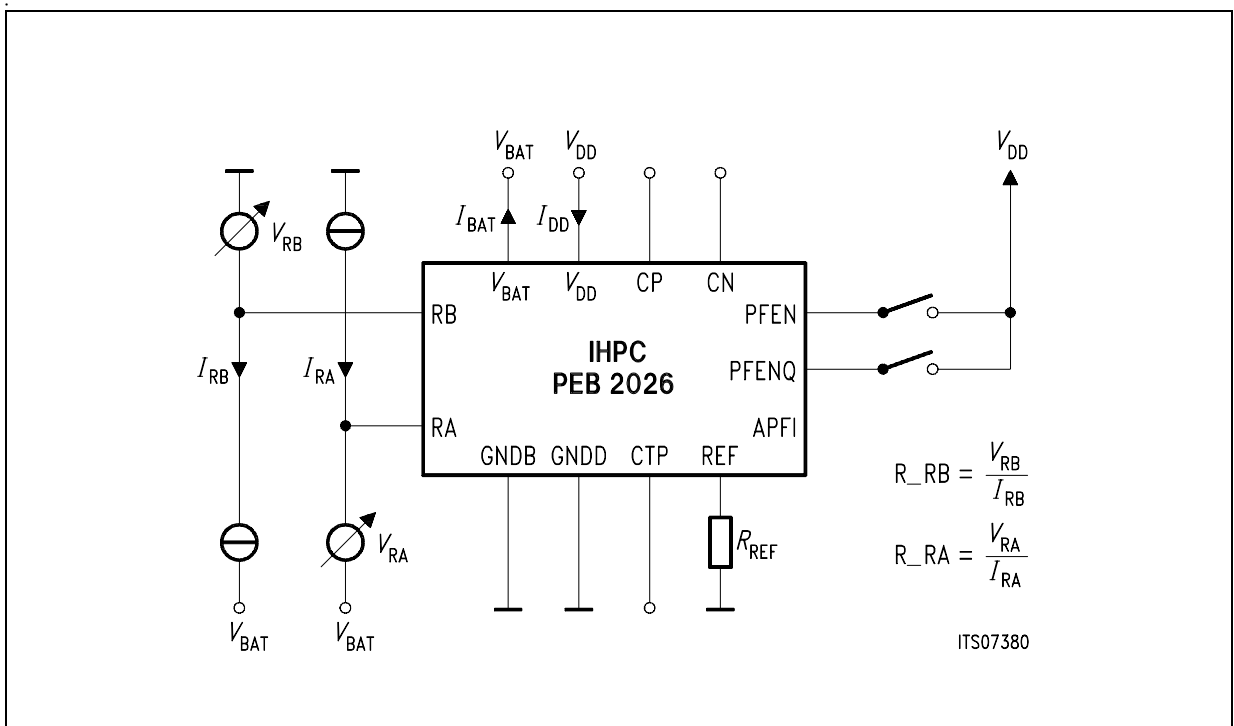 V_BAT V_DD V_DD
I_BAT I_DD
V_RB
V_BAT V_DD CP CN
RB PFEN
IHPC
I_RB I_RA PFENQ
PEB 2026
RA APFI
GNDB GNDD CTP REF
R_RB = V_RB / I_RB
V_RA R_REF
R_RA = V_RA / I_RA
V_BAT V_BAT
ITS07380